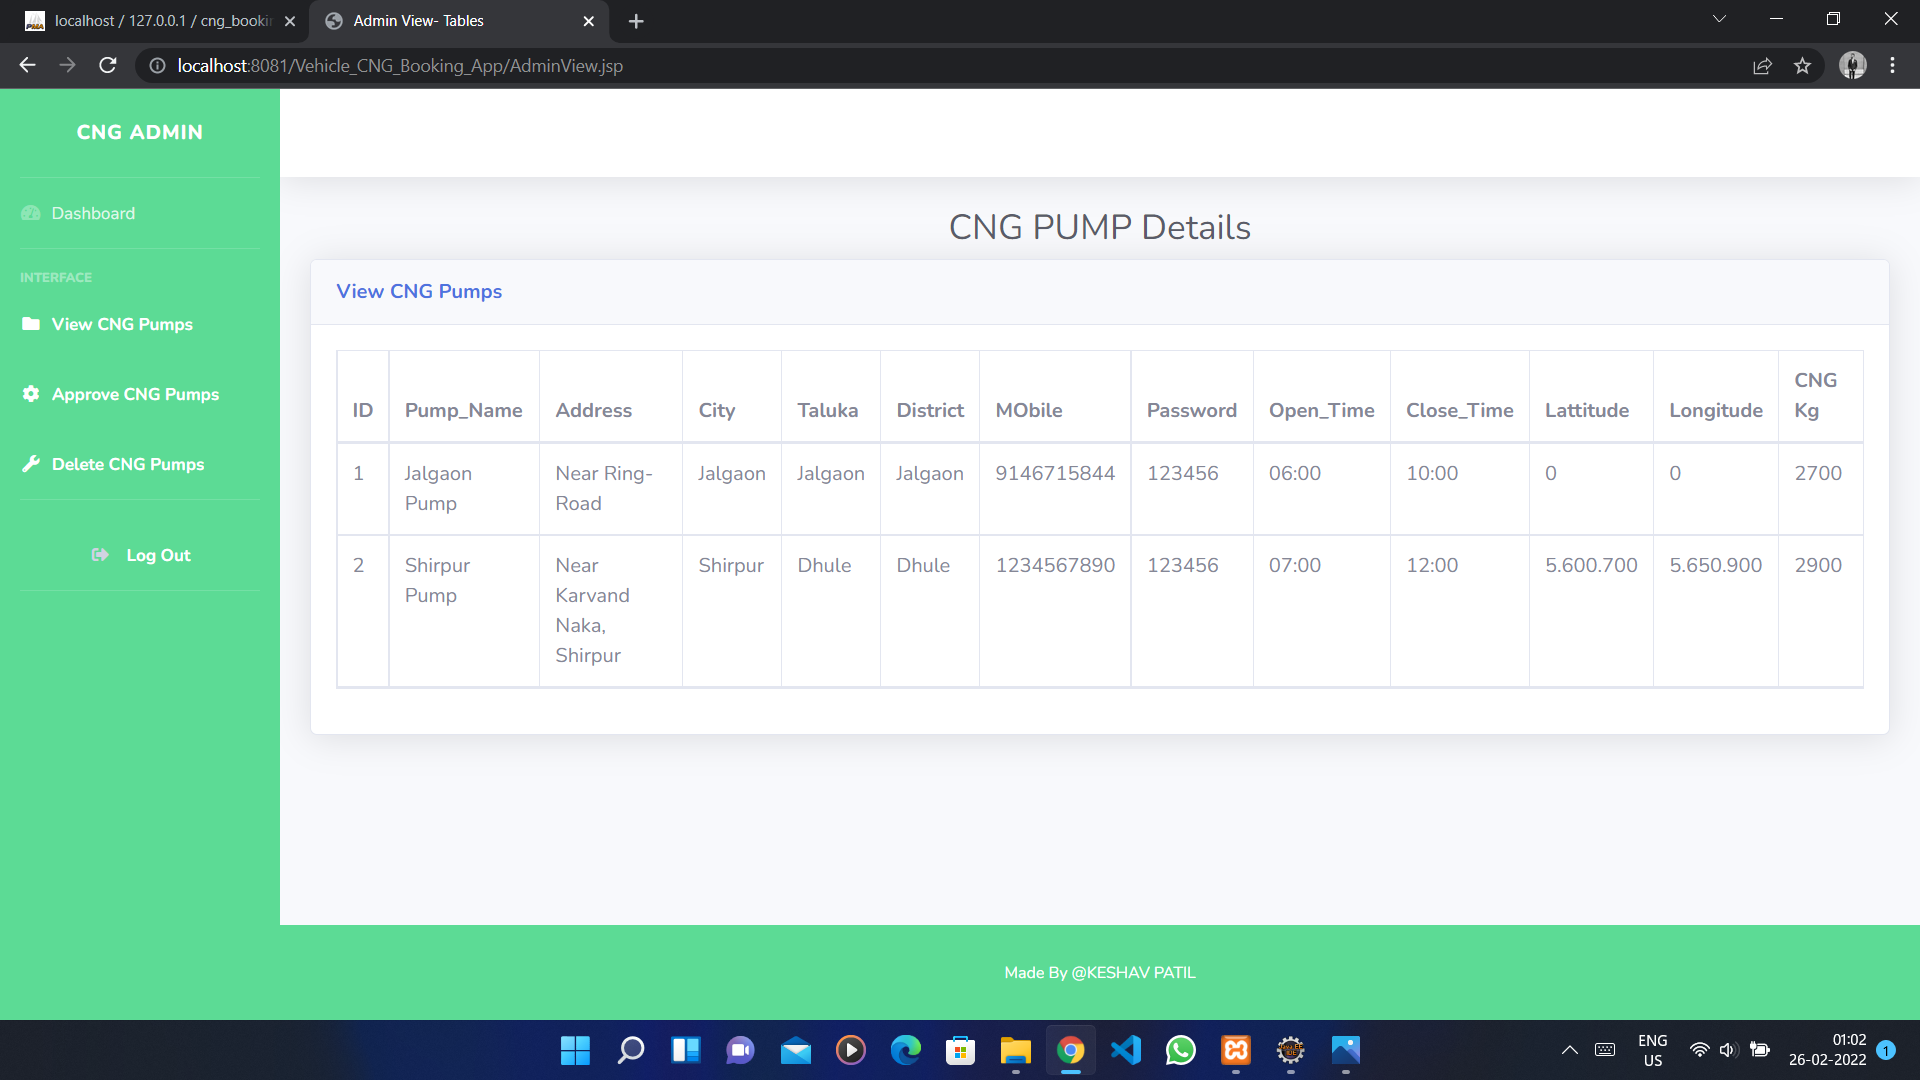 localhost / 127.0.0.1 / cng_bookin
Admin View- Tables
localhost:8081/Vehicle_CNG_Booking_App/AdminView.jsp
CNG ADMIN
Dashboard
INTERFACE
View CNG Pumps
Approve CNG Pumps
Delete CNG Pumps
Log Out
CNG PUMP Details
View CNG Pumps
ID Pump_Name Address City Taluka District MObile Password Open_Time Close_Time Lattitude Longitude CNG
Kg
1 Jalgaon Near Ring- Jalgaon Jalgaon Jalgaon 9146715844 123456 06:00 10:00 0 0 2700
Pump Road
2 Shirpur Near Shirpur Dhule Dhule 1234567890 123456 07:00 12:00 5.600.700 5.650.900 2900
Pump Karvand
Naka,
Shirpur
Made By @KESHAV PATIL
ENG
US
01:02
26-02-2022
1